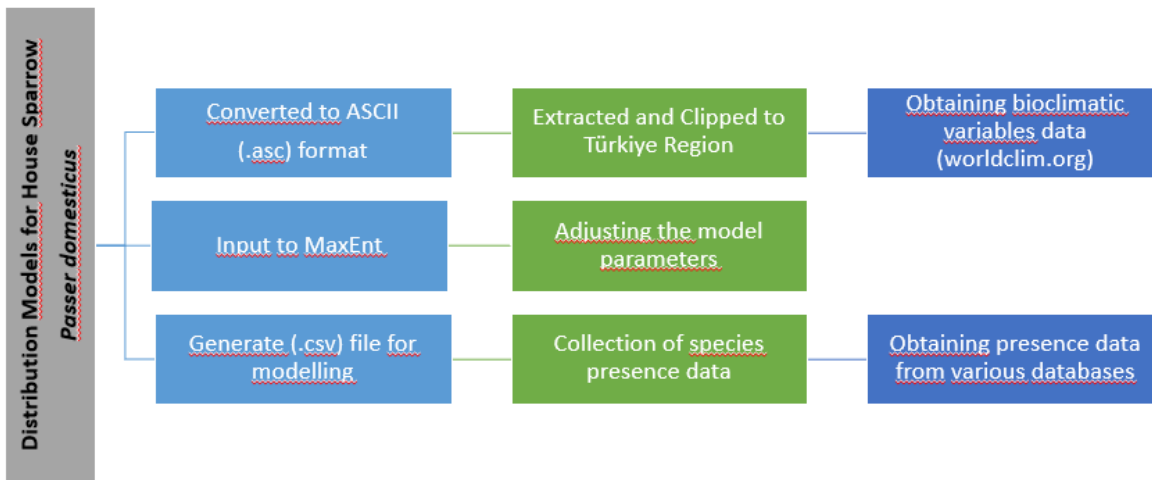 Distribution Models for House Sparrow
Passer domesticus
Converted to ASCII
(.asc) format
Extracted and Clipped to
Türkiye Region
Obtaining bioclimatic
variables data
(worldclim.org)
Input to MaxEnt
Adjusting the model
parameters
Generate (.csv) file for
modelling
Collection of species
presence data
Obtaining presence data
from various databases